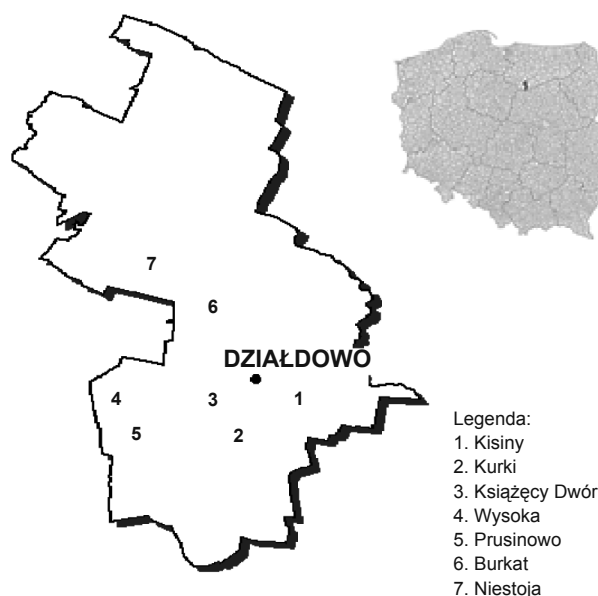 7
6
DZIAŁDOWO
4
3
1
5
2
Legenda:
1. Kisiny
2. Kurki
3. Książęcy Dwór
4. Wysoka
5. Prusinowo
6. Burkat
7. Niestoja